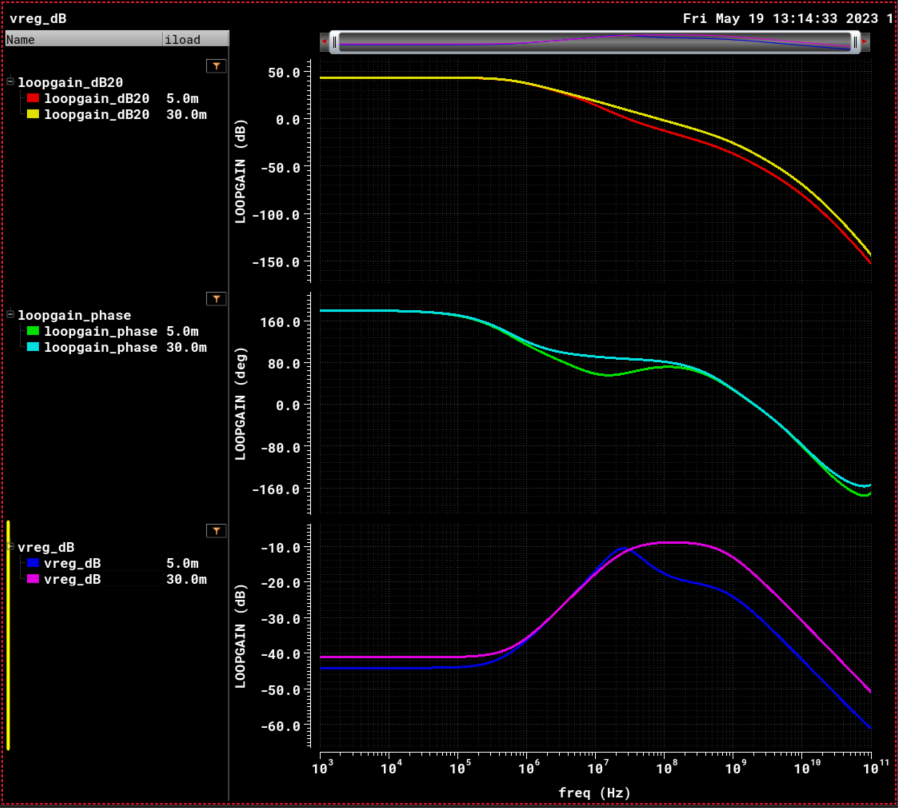 vreg_dB
Fri May 19 13:14:33 2023 1
Name iload
loopgain_dB20
loopgain_dB20 5.0m
loopgain_dB20 30.0m
LOOPGAIN (dB)
50.0
0.0
-50.0
-100.0
-150.0
loopgain_phase
loopgain_phase 5.0m
loopgain_phase 30.0m
LOOPGAIN (deg)
160.0
80.0
0.0
-80.0
-160.0
vreg_dB
vreg_dB 5.0m
vreg_dB 30.0m
LOOPGAIN (dB)
-10.0
-20.0
-30.0
-40.0
-50.0
-60.0
10³ 10⁴ 10⁵ 10⁶ 10⁷ 10⁸ 10⁹ 10¹⁰ 10¹¹
freq (Hz)